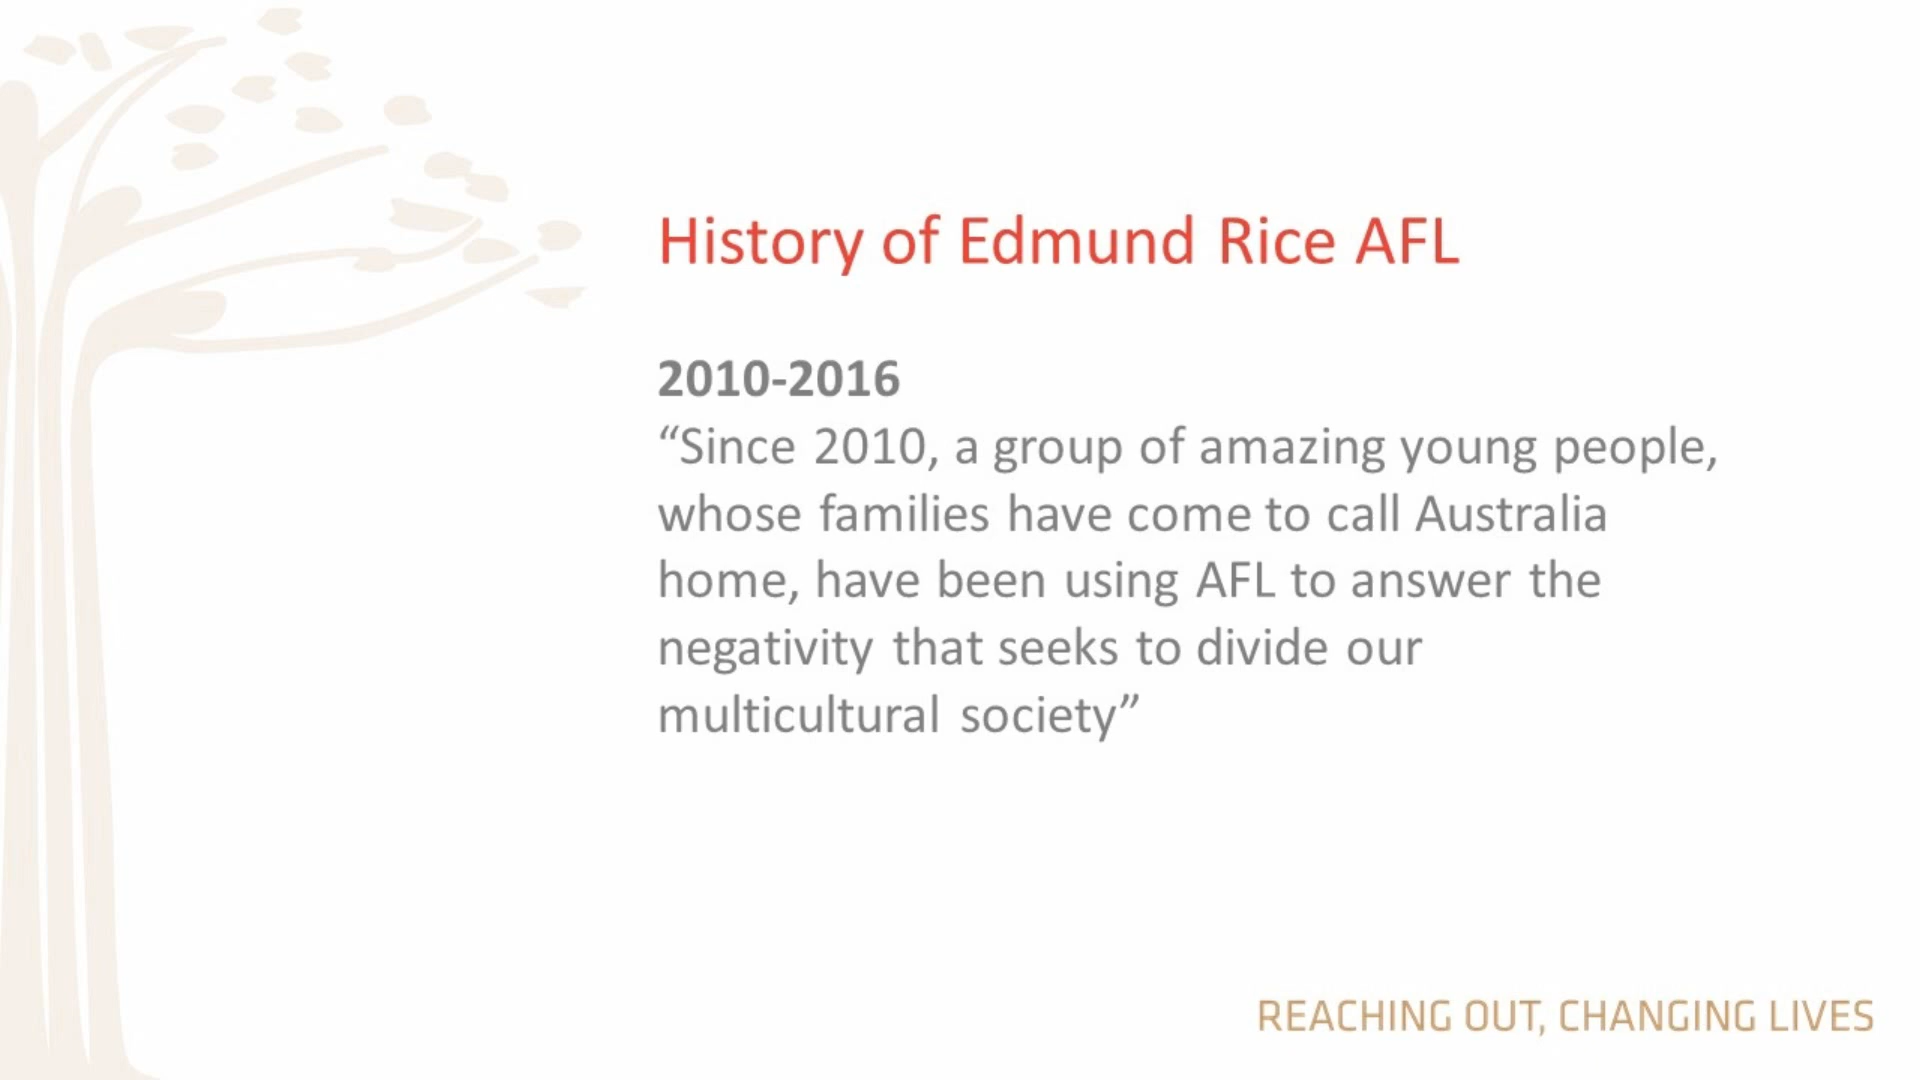 History of Edmund Rice AFL
2010-2016
“Since 2010, a group of amazing young people,
whose families have come to call Australia
home, have been using AFL to answer the
negativity that seeks to divide our
multicultural society”
REACHING OUT, CHANGING LIVES